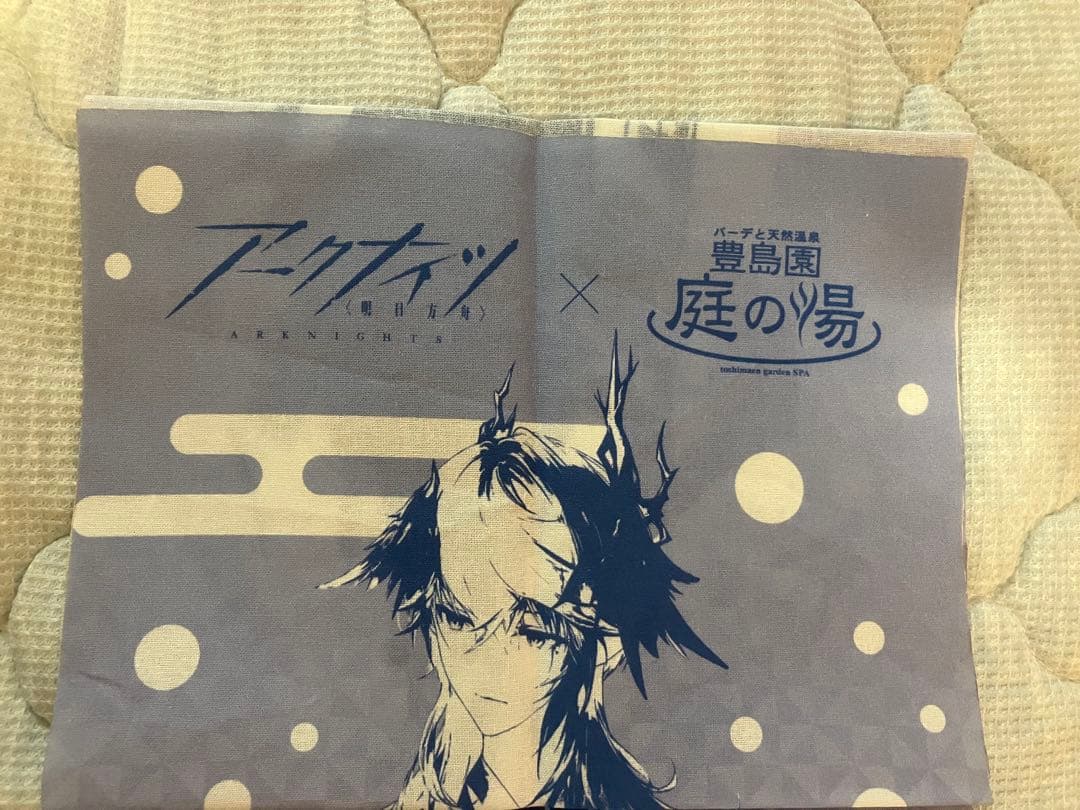 アークナイツ
〈明日方舟〉
ARKNIGHTS
×
バーデと天然温泉
豊島園
庭の湯
toshimaen garden SPA